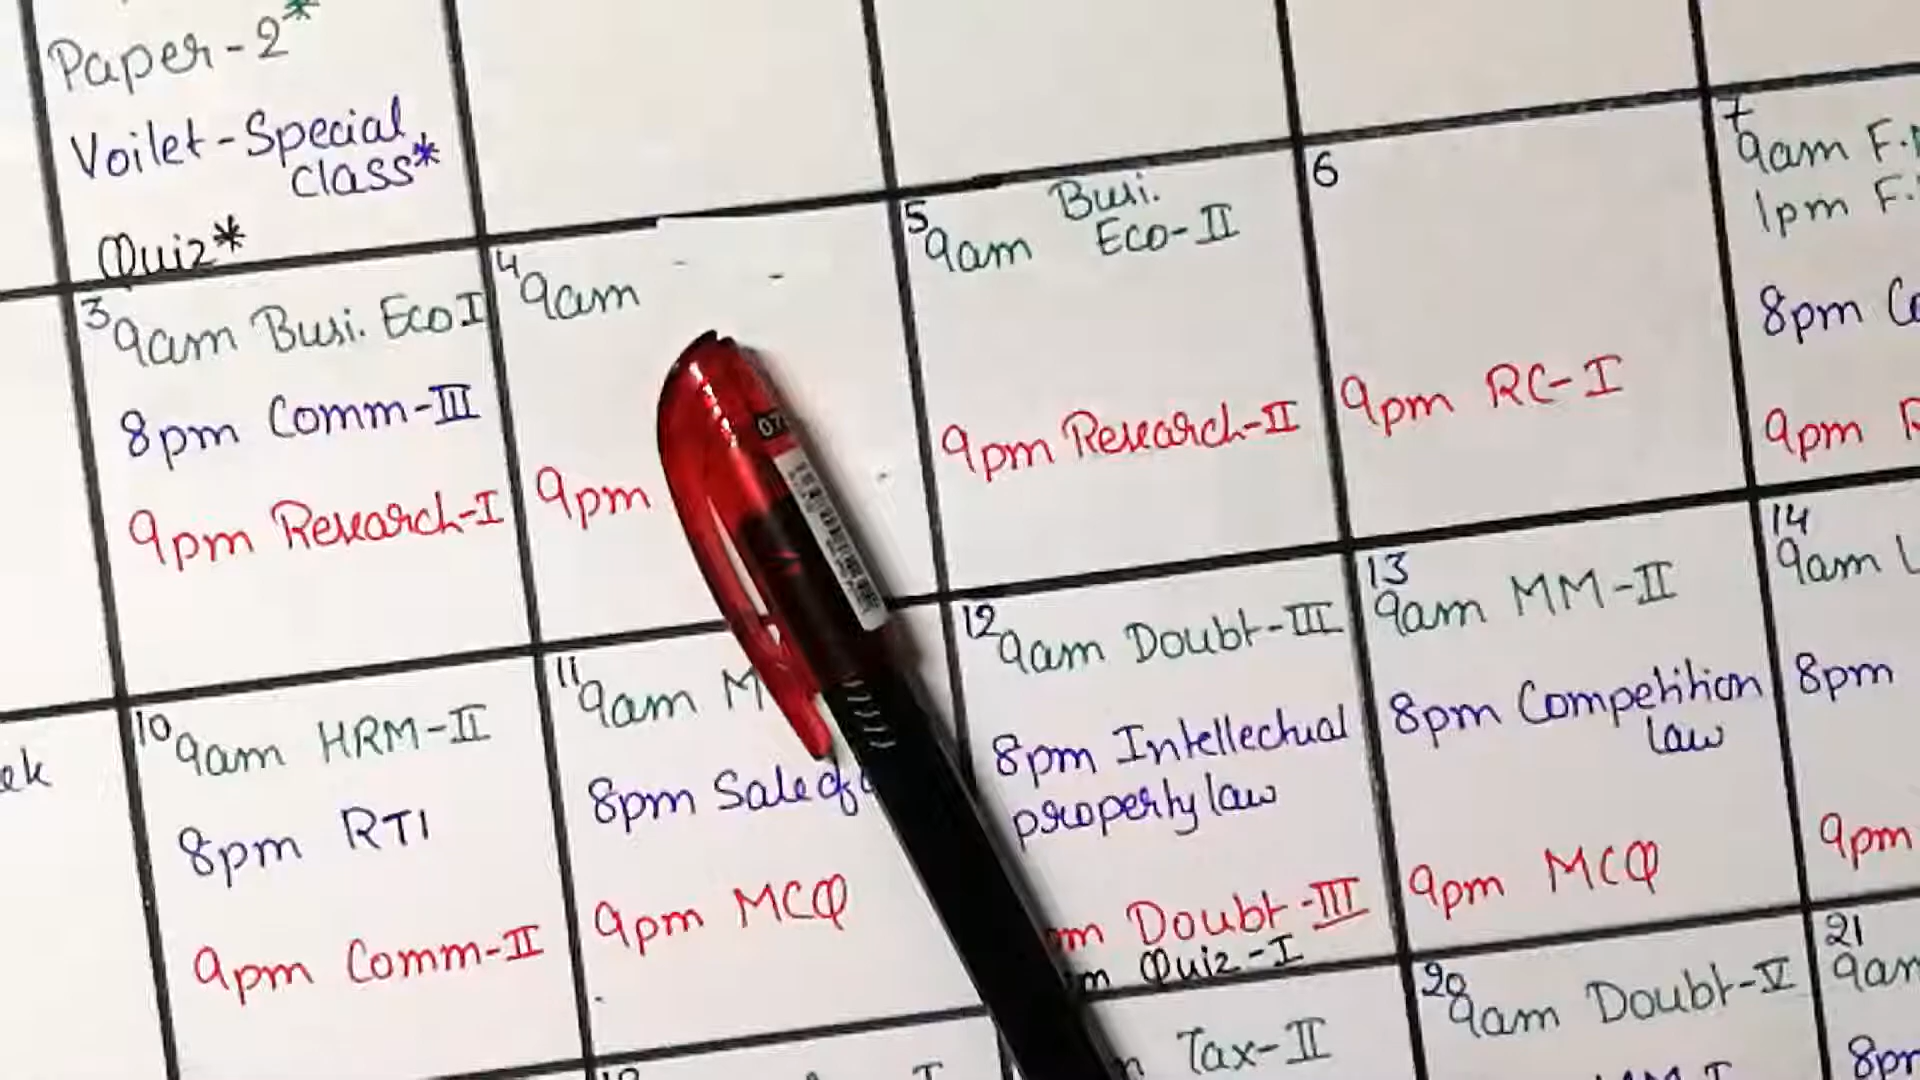 Paper-2*
Voilet-Special
class*
Quiz*
3
9am Busi. Eco I
8pm Comm-III
9pm Research-I
4
9am
9pm
5
Busi.
9am Eco-II
9pm Research-II
6
9pm RC-I
7
9am
1pm
8pm
9pm
ek
10
9am HRM-II
8pm RTI
9pm Comm-II
11
9am
8pm Sale of
9pm MCQ
12
9am Doubt-III
8pm Intellectual
property law
Doubt-III
Quiz-I
13
9am MM-II
8pm Competition
law
9pm MCQ
14
9am
8pm
9pm
Tax-II
20
9am Doubt-V
21
07